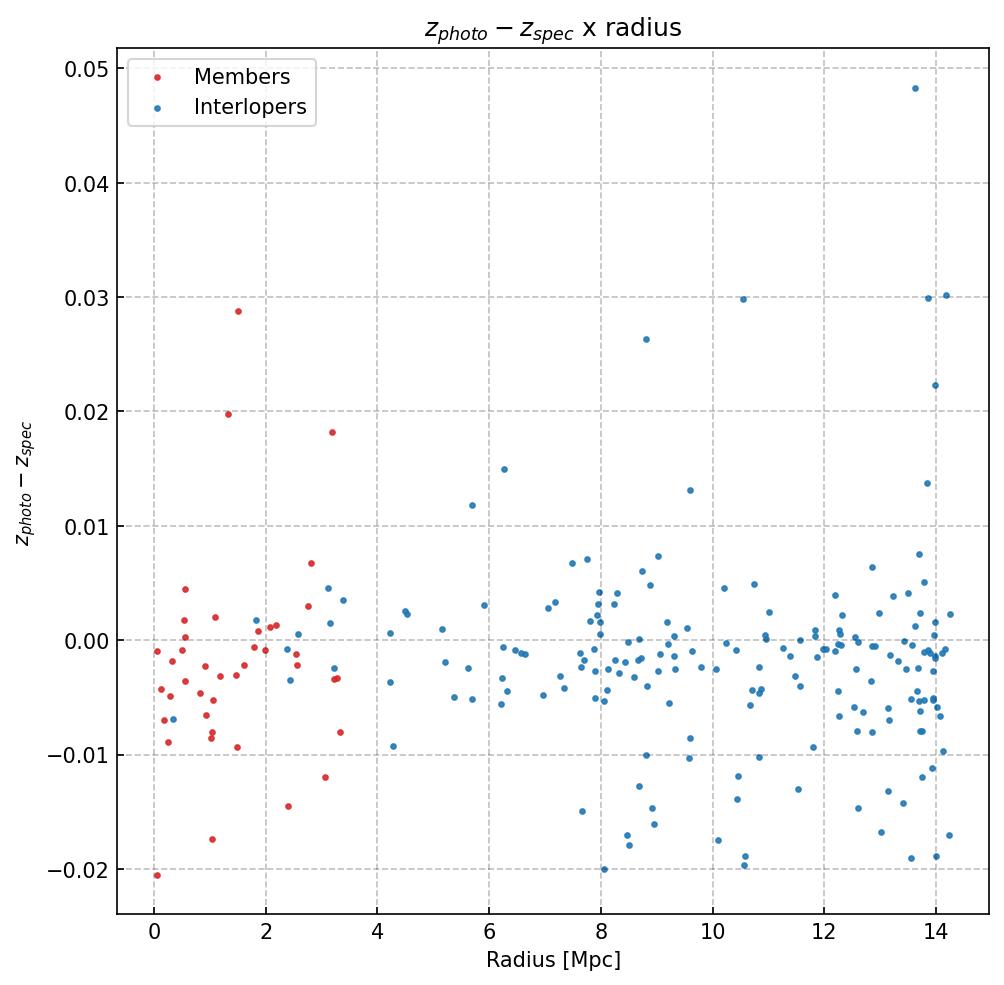 z_photo − z_spec x radius
Members
Interlopers
0.05
0.04
0.03
0.02
0.01
0.00
−0.01
−0.02
z_photo − z_spec
0 2 4 6 8 10 12 14
Radius [Mpc]